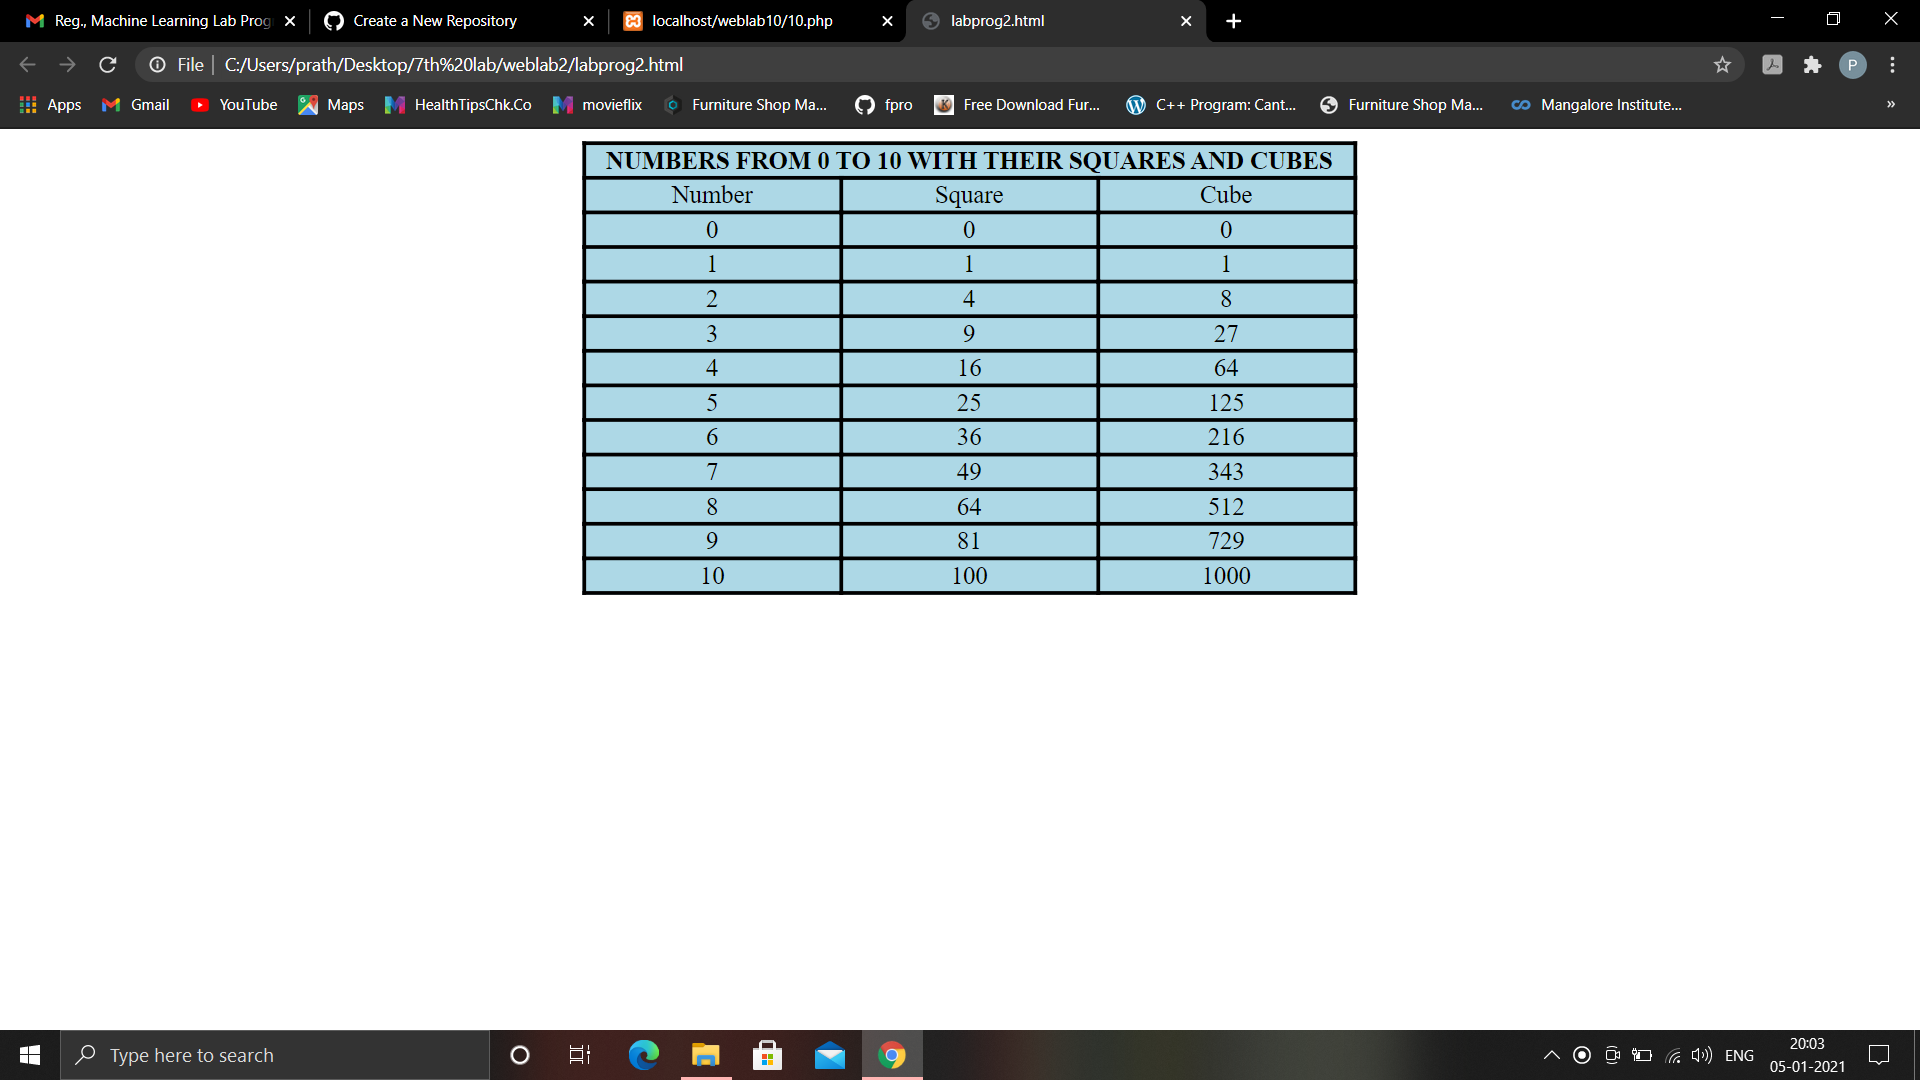 Reg., Machine Learning Lab Prog
Create a New Repository
localhost/weblab10/10.php
labprog2.html
File C:/Users/prath/Desktop/7th%20lab/weblab2/labprog2.html
P
Apps Gmail YouTube Maps HealthTipsChk.Co movieflix Furniture Shop Ma... fpro Free Download Fur... C++ Program: Cant... Furniture Shop Ma... Mangalore Institute... »
NUMBERS FROM 0 TO 10 WITH THEIR SQUARES AND CUBES
Number Square Cube
0 0 0
1 1 1
2 4 8
3 9 27
4 16 64
5 25 125
6 36 216
7 49 343
8 64 512
9 81 729
10 100 1000
Type here to search
ENG
20:03
05-01-2021